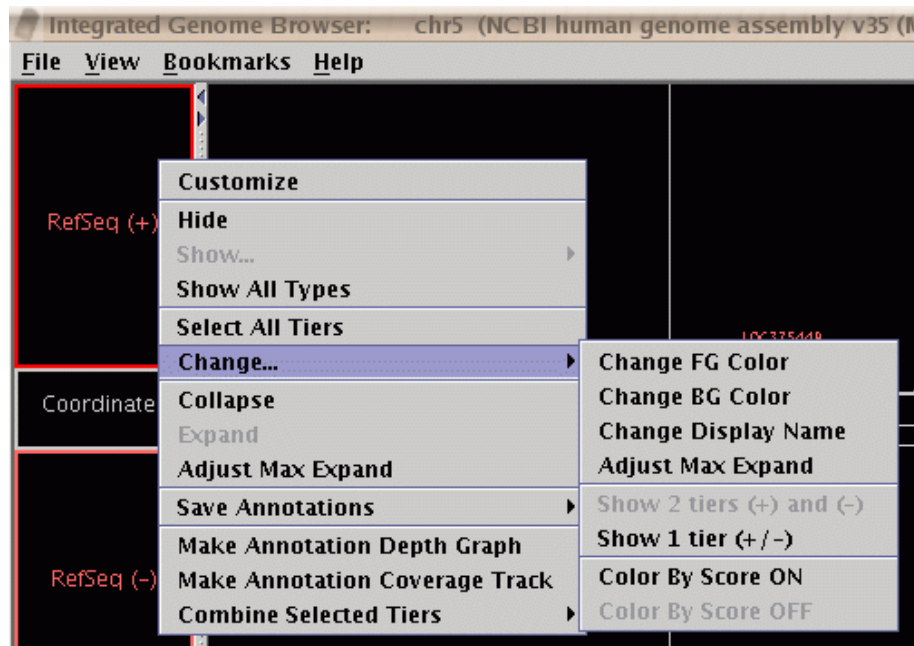 Integrated Genome Browser: chr5 (NCBI human genome assembly v35 (
File View Bookmarks Help
RefSeq (+)
Customize
Hide
Show...
Show All Types
Select All Tiers
Change...
Collapse
Expand
Adjust Max Expand
Save Annotations
Make Annotation Depth Graph
Make Annotation Coverage Track
Combine Selected Tiers
Change FG Color
Change BG Color
Change Display Name
Adjust Max Expand
Show 2 tiers (+) and (-)
Show 1 tier (+/-)
Color By Score ON
Color By Score OFF
Coordinate
RefSeq (-)